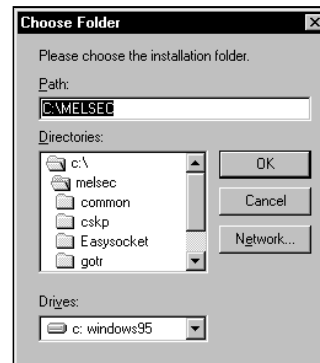 Choose Folder
Please choose the installation folder.
Path:
C:\MELSEC
Directories:
c:\
melsec
common
cskp
Easysocket
gotr
OK
Cancel
Network...
Drives:
c: windows95